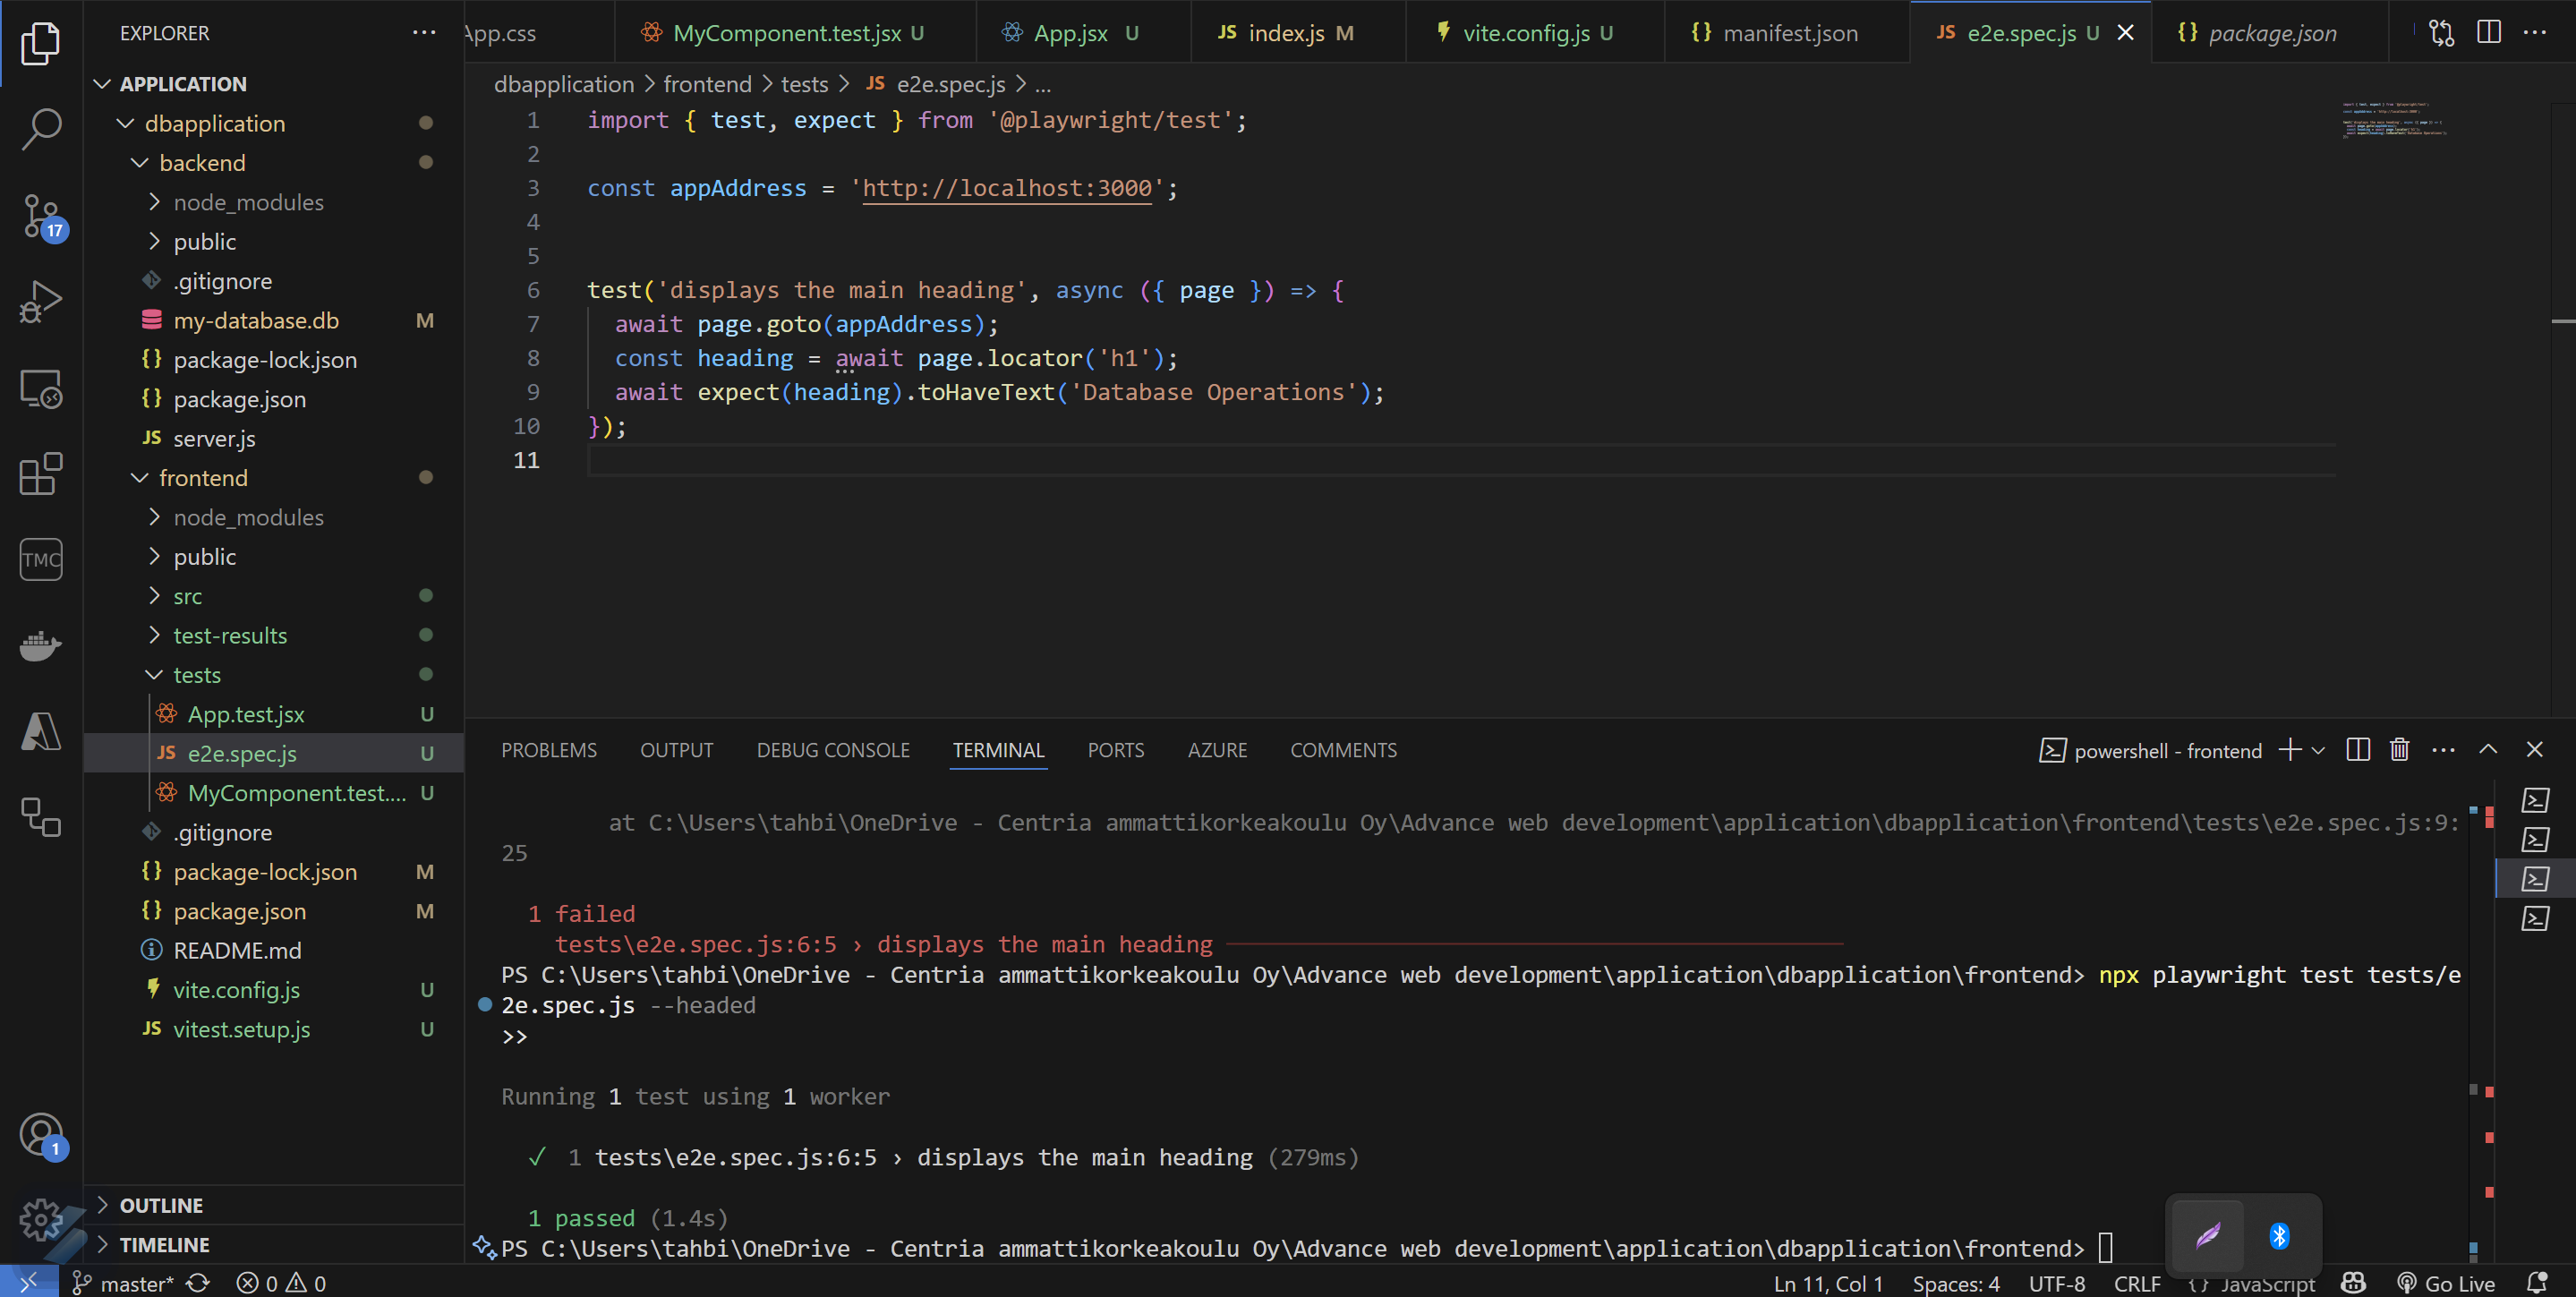 EXPLORER
APPLICATION
dbapplication
backend
node_modules
public
.gitignore
my-database.db M
package-lock.json
package.json
server.js
frontend
node_modules
public
src
test-results
tests
App.test.jsx U
e2e.spec.js U
MyComponent.test.... U
.gitignore
package-lock.json M
package.json M
README.md
vite.config.js U
vitest.setup.js U
OUTLINE
TIMELINE
17
TMC
1
App.css MyComponent.test.jsx U App.jsx U JS index.js M vite.config.js U {} manifest.json JS e2e.spec.js U {} package.json
dbapplication > frontend > tests > JS e2e.spec.js > ...
1 import { test, expect } from '@playwright/test';
2
3 const appAddress = 'http://localhost:3000';
4
5
6 test('displays the main heading', async ({ page }) => {
7 await page.goto(appAddress);
8 const heading = await page.locator('h1');
9 await expect(heading).toHaveText('Database Operations');
10 });
11
PROBLEMS OUTPUT DEBUG CONSOLE TERMINAL PORTS AZURE COMMENTS
powershell - frontend
at C:\Users\tahbi\OneDrive - Centria ammattikorkeakoulu Oy\Advance web development\application\dbapplication\frontend\tests\e2e.spec.js:9:
25
1 failed
tests\e2e.spec.js:6:5 › displays the main heading
PS C:\Users\tahbi\OneDrive - Centria ammattikorkeakoulu Oy\Advance web development\application\dbapplication\frontend> npx playwright test tests/e
2e.spec.js --headed
>>
Running 1 test using 1 worker
✓ 1 tests\e2e.spec.js:6:5 › displays the main heading (279ms)
1 passed (1.4s)
PS C:\Users\tahbi\OneDrive - Centria ammattikorkeakoulu Oy\Advance web development\application\dbapplication\frontend>
master* 0 0 Ln 11, Col 1 Spaces: 4 UTF-8 CRLF {} JavaScript Go Live